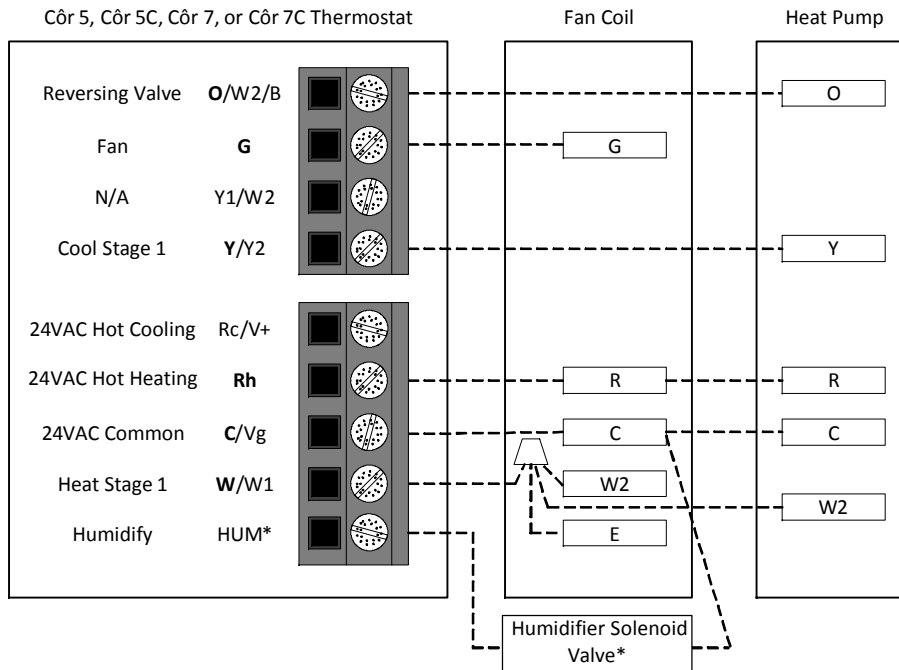 Côr 5, Côr 5C, Côr 7, or Côr 7C Thermostat
Fan Coil
Heat Pump
Reversing Valve O/W2/B
O
Fan G
G
N/A Y1/W2
Cool Stage 1 Y/Y2
Y
24VAC Hot Cooling Rc/V+
24VAC Hot Heating Rh
R
R
24VAC Common C/Vg
C
C
Heat Stage 1 W/W1
W2
W2
Humidify HUM*
E
Humidifier Solenoid
Valve*